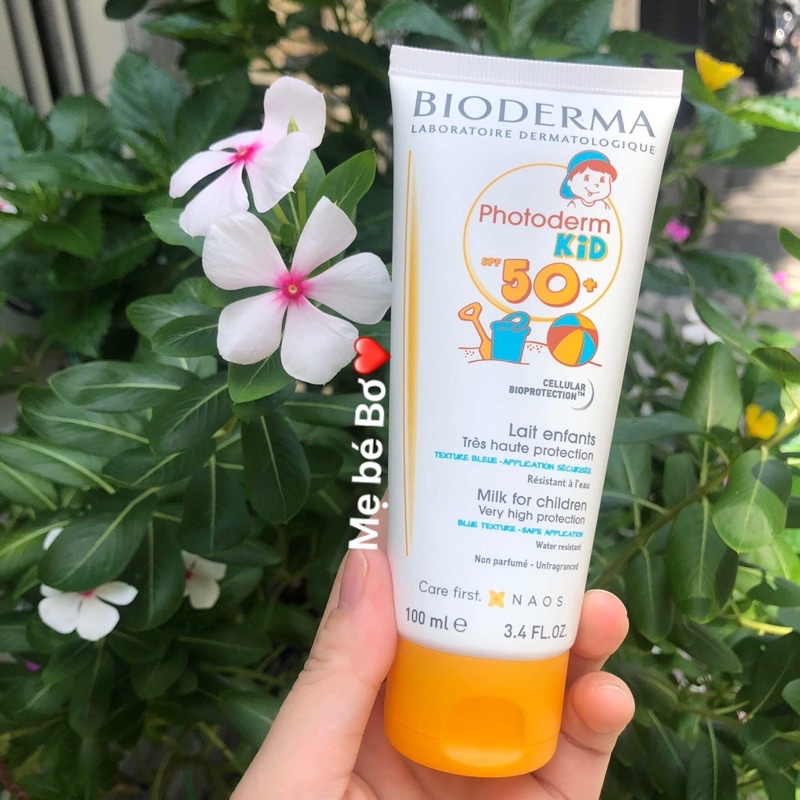 BIODERMA
LABORATOIRE DERMATOLOGIQUE
Photoderm
KiD
SPF 50+
CELLULAR
BIOPROTECTION™
Lait enfants
Très haute protection
TEXTURE BLEUE - APPLICATION SÉCURISÉE
Résistant à l'eau
Milk for children
Very high protection
BLUE TEXTURE - SAFE APPLICATION
Water resistant
Non parfumé - Unfragranced
Care first. NAOS
100 ml ℮ 3.4 FL.OZ.
Mẹ bé Bơ❤️